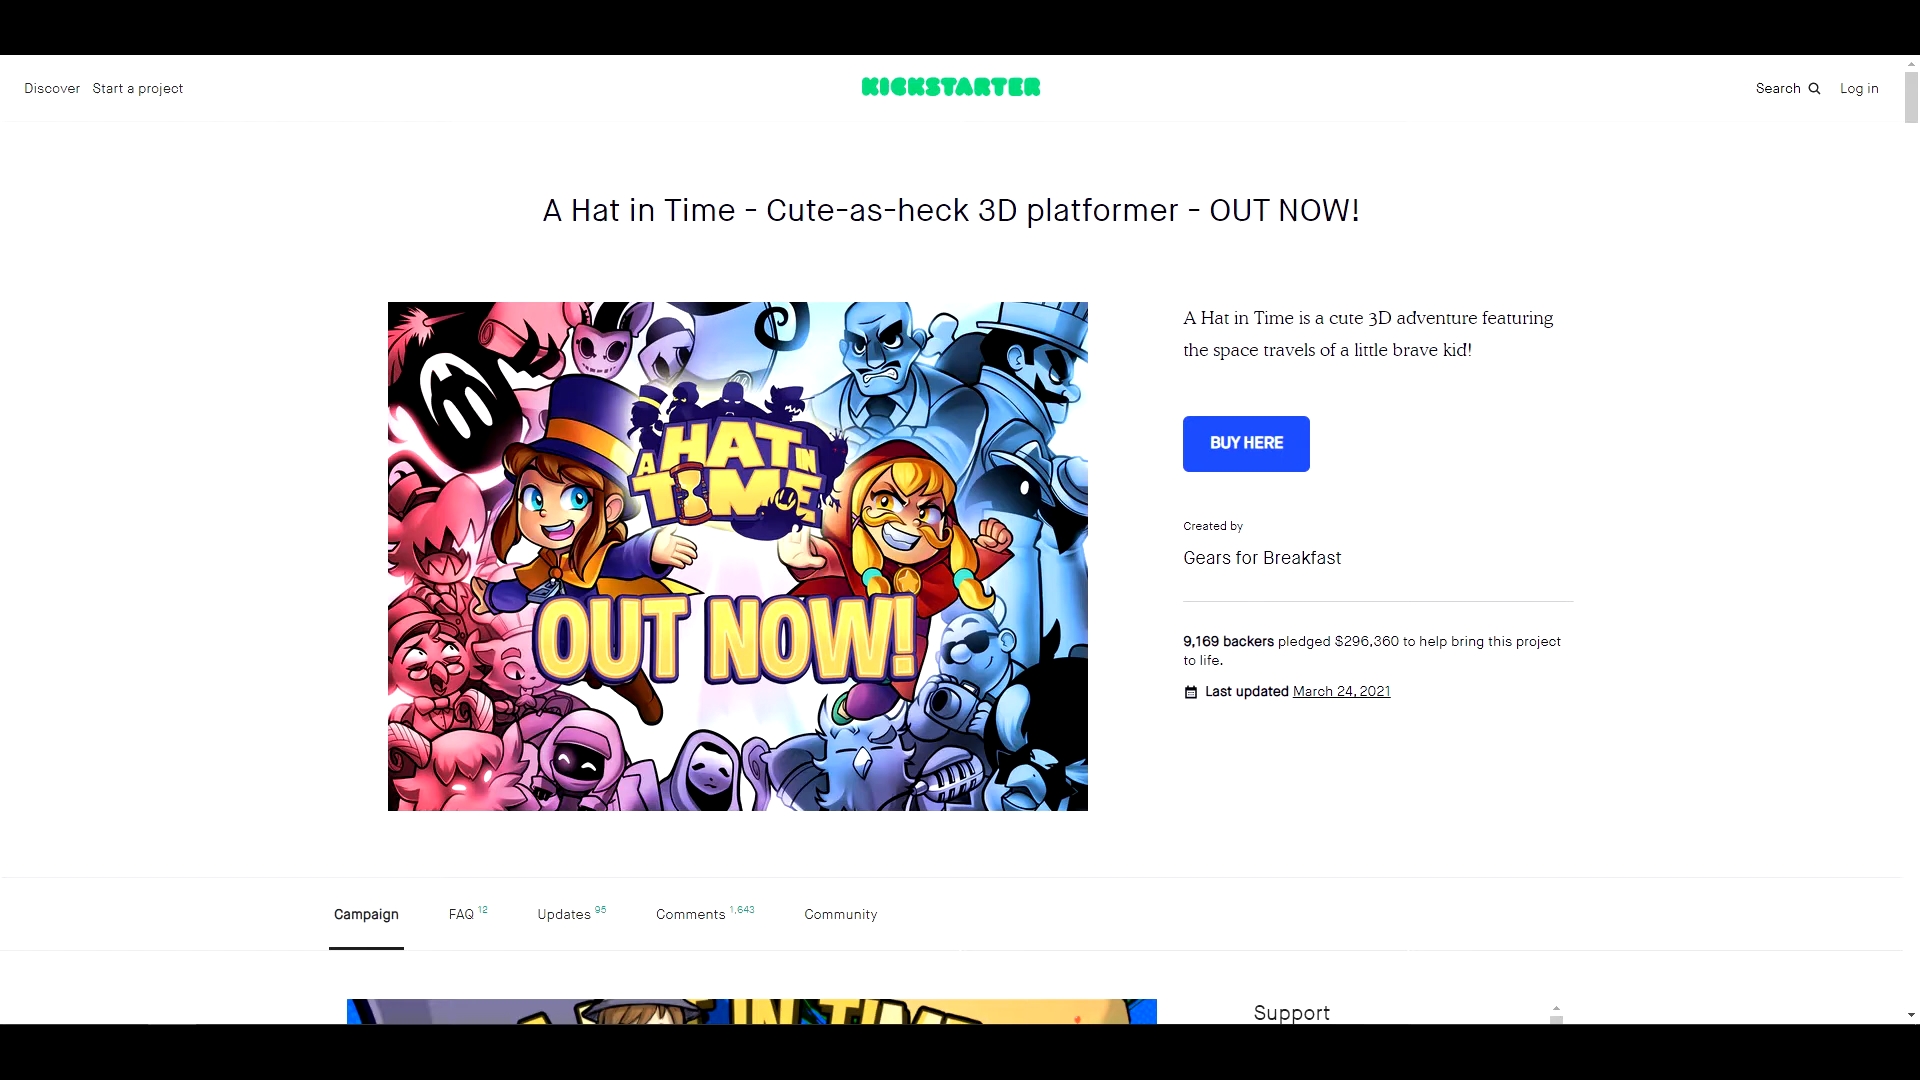 Discover Start a project KICKSTARTER Search Log in
A Hat in Time - Cute-as-heck 3D platformer - OUT NOW!
A HAT IN TIME
OUT NOW!
A Hat in Time is a cute 3D adventure featuring
the space travels of a little brave kid!
BUY HERE
Created by
Gears for Breakfast
9,169 backers pledged $296,360 to help bring this project
to life.
Last updated March 24, 2021
Campaign FAQ 12 Updates 95 Comments 1,643 Community
Support